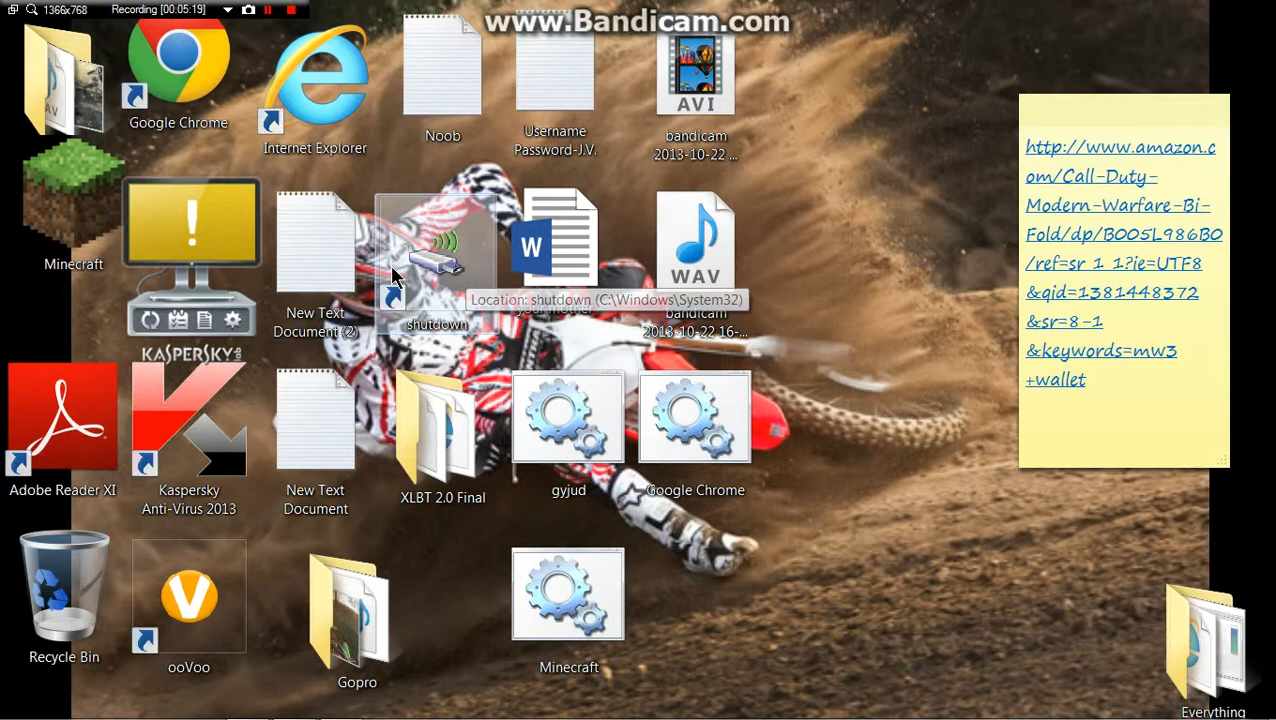 1366x768
Recording [00:05:19]
www.Bandicam.com
Google Chrome
Internet Explorer
Noob
Username
Password-J.V.
AVI
bandicam
2013-10-22 ...
http://www.amazon.c
om/Call-Duty-
Modern-Warfare-Bi-
Fold/dp/B005L986BO
/ref=sr_1_1?ie=UTF8
&qid=1381448372
&sr=8-1
&keywords=mw3
+wallet
Minecraft
KASPERSKY lab
New Text
Document (2)
shutdown
Location: shutdown (C:\Windows\System32)
W
your mother
WAV
bandicam
2013-10-22 16-...
Adobe Reader XI
Kaspersky
Anti-Virus 2013
New Text
Document
XLBT 2.0 Final
gyjud
Google Chrome
Recycle Bin
ooVoo
Gopro
Minecraft
Everything